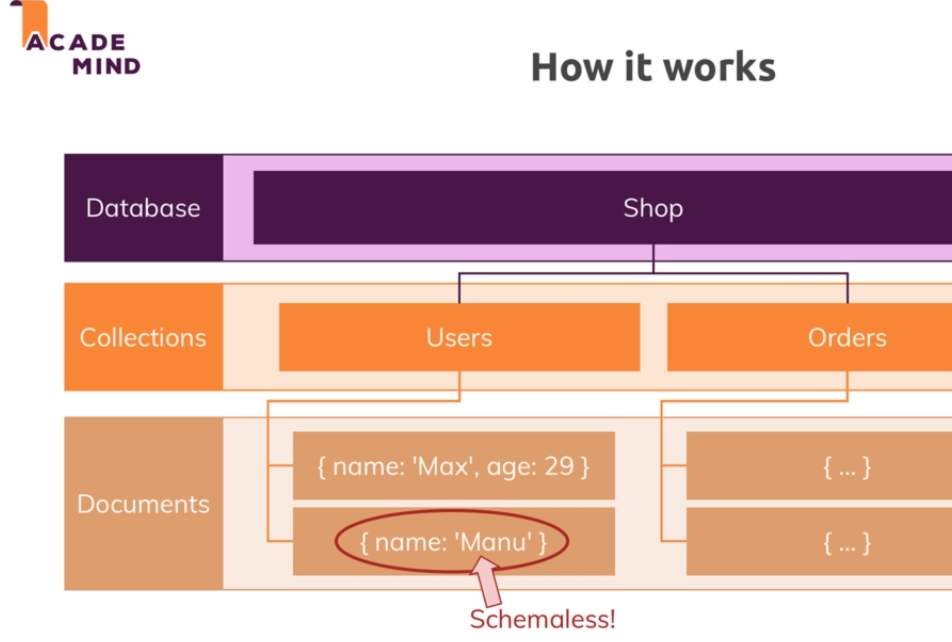 ACADE
MIND
How it works
Database
Shop
Collections
Users
Orders
Documents
{ name: 'Max', age: 29 }
{ ... }
{ name: 'Manu' }
{ ... }
Schemaless!